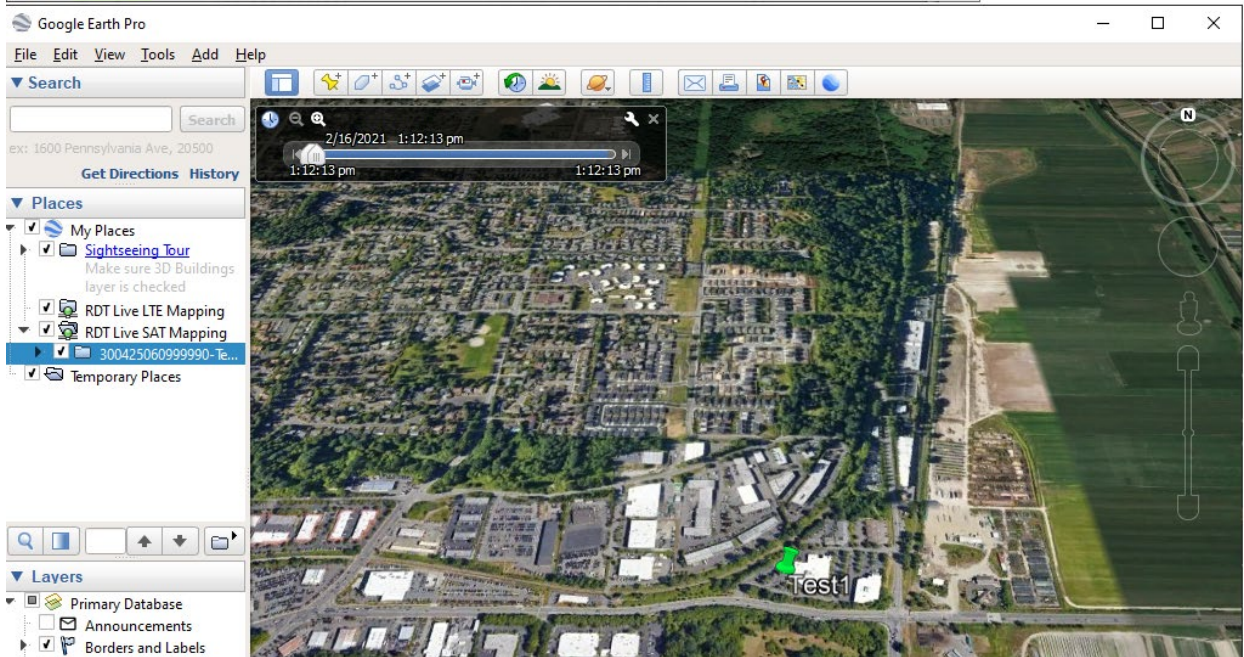 Google Earth Pro
File Edit View Tools Add Help
Search
Search
ex: 1600 Pennsylvania Ave, 20500
Get Directions History
2/16/2021 1:12:13 pm
1:12:13 pm 1:12:13 pm
N
Places
My Places
Sightseeing Tour
Make sure 3D Buildings
layer is checked
RDT Live LTE Mapping
RDT Live SAT Mapping
300425060999990-Te...
Temporary Places
Test1
Layers
Primary Database
Announcements
Borders and Labels